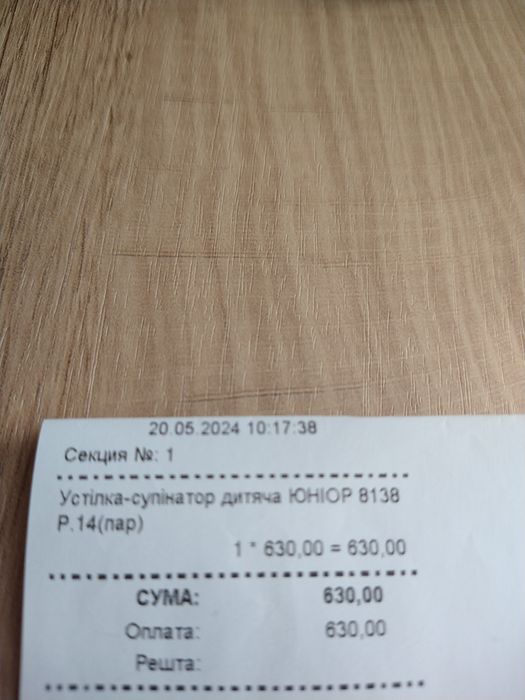 20.05.2024 10:17:38
Секция №: 1
Устілка-супінатор дитяча ЮНІОР 8138
Р.14(пар)
1 * 630,00 = 630,00
СУМА: 630,00
Оплата: 630,00
Решта: